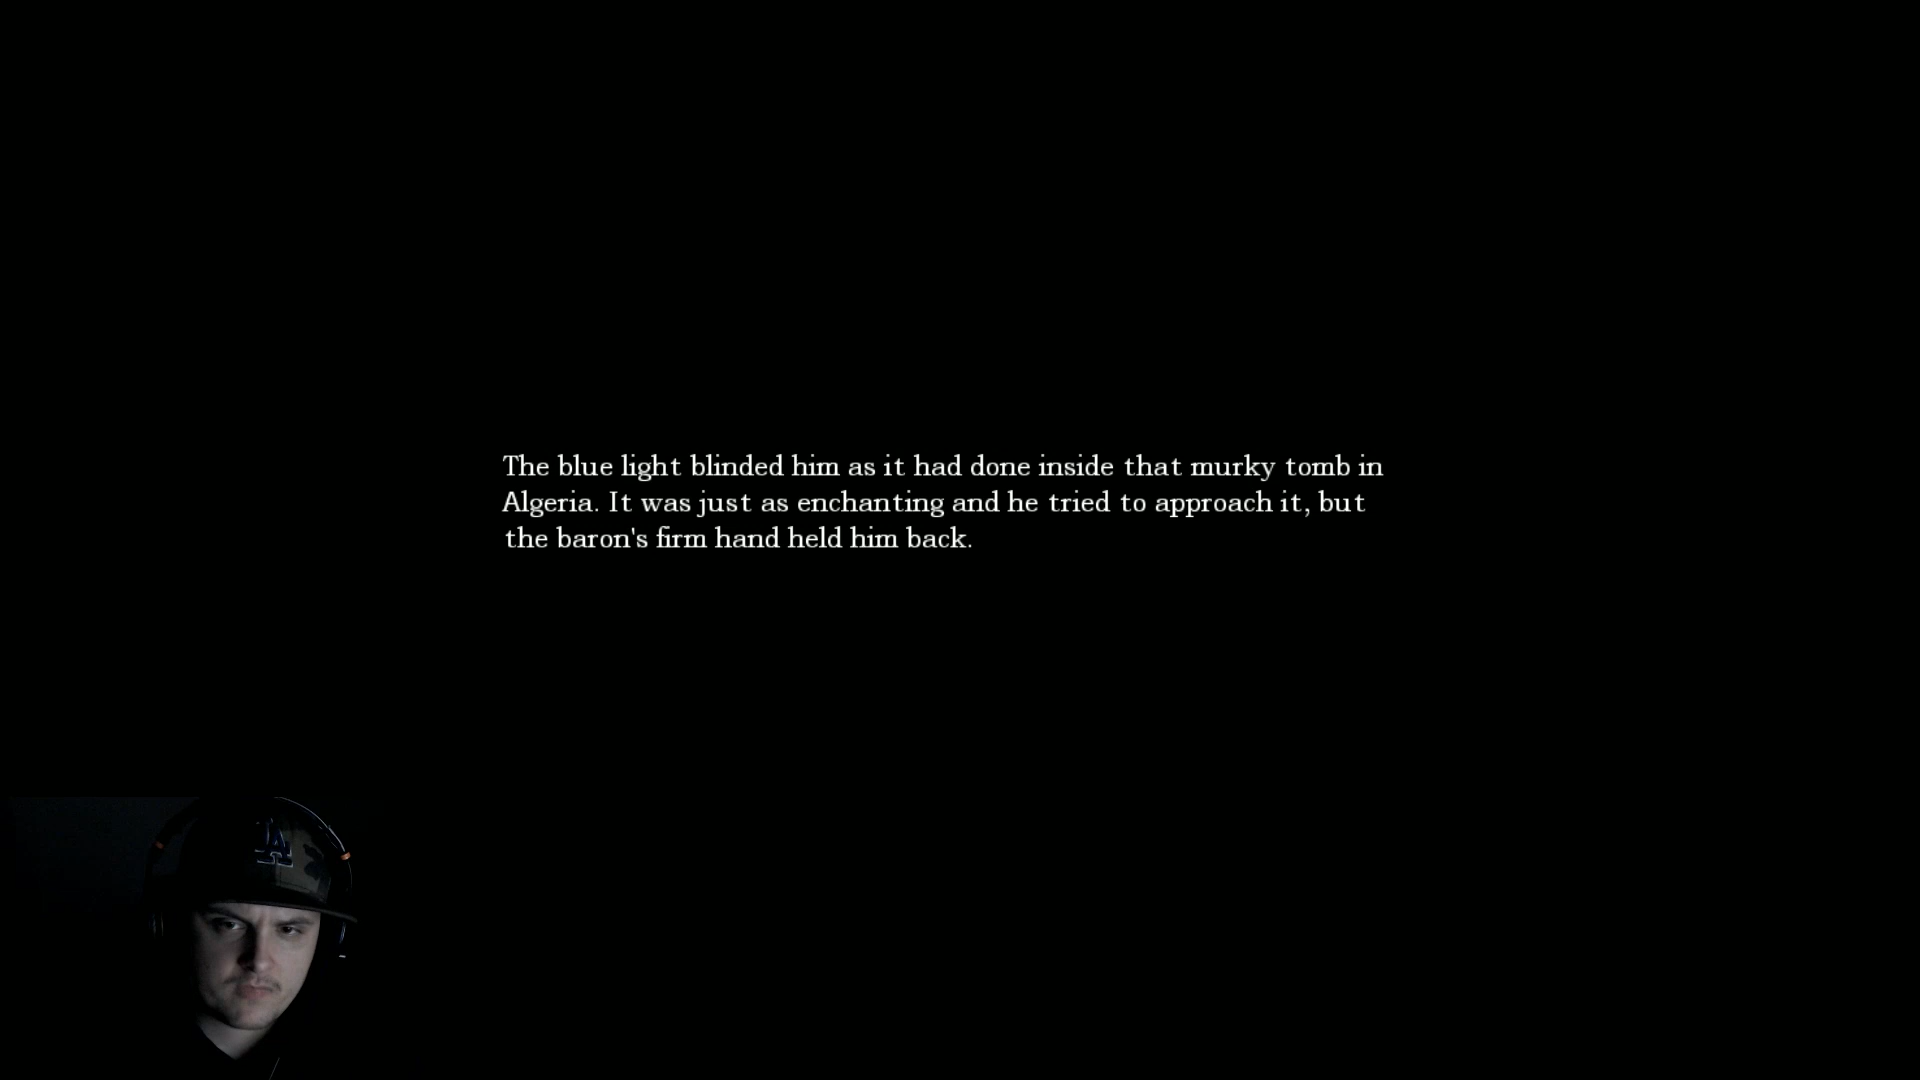 The blue light blinded him as it had done inside that murky tomb in
Algeria. It was just as enchanting and he tried to approach it, but
the baron's firm hand held him back.
LA